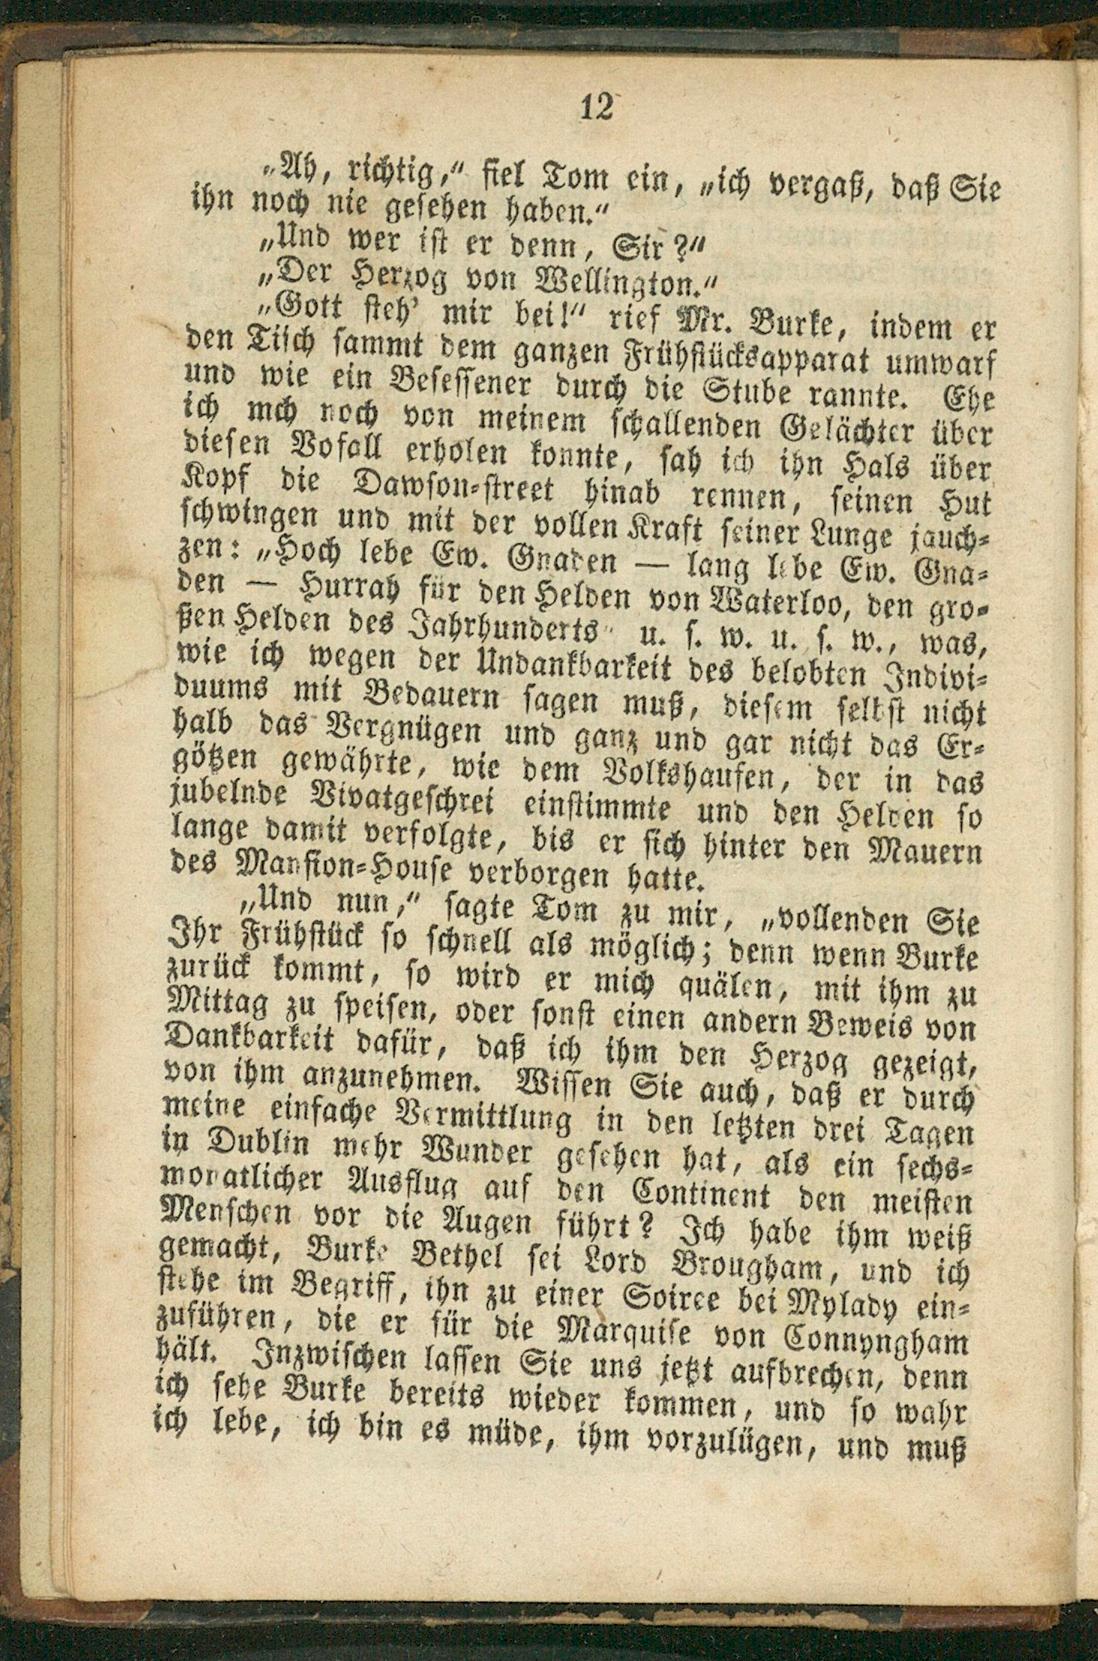 12
„Ah, richtig,“ fiel Tom ein, „ich vergaß, daß Sie
ihn noch nie gesehen haben.“
„Und wer ist er denn, Sir?“
„Der Herzog von Wellington.“
„Gott steh’ mir bei!“ rief Mr. Burke, indem er
den Tisch sammt dem ganzen Frühstücksapparat umwarf
und wie ein Besessener durch die Stube rannte. Ehe
ich mch noch von meinem schallenden Gelächter über
diesen Vofall erholen konnte, sah ich ihn Hals über
Kopf die Dawson-street hinab rennen, seinen Hut
schwingen und mit der vollen Kraft seiner Lunge jauch-
zen: „Hoch lebe Ew. Gnaden — lang lebe Ew. Gna-
den — Hurrah für den Helden von Waterloo, den gro-
ßen Helden des Jahrhunderts“ u. s. w. u. s. w., was,
wie ich wegen der Undankbarkeit des belobten Indivi-
duums mit Bedauern sagen muß, diesem selbst nicht
halb das Vergnügen und ganz und gar nicht das Er-
götzen gewährte, wie dem Volkshaufen, der in das
jubelnde Vivatgeschrei einstimmte und den Helden so
lange damit verfolgte, bis er sich hinter den Mauern
des Mansion-House verborgen hatte.
„Und nun,“ sagte Tom zu mir, „vollenden Sie
Ihr Frühstück so schnell als möglich; denn wenn Burke
zurück kommt, so wird er mich quälen, mit ihm zu
Mittag zu speisen, oder sonst einen andern Beweis von
Dankbarkeit dafür, daß ich ihm den Herzog gezeigt,
von ihm anzunehmen. Wissen Sie auch, daß er durch
meine einfache Vermittlung in den letzten drei Tagen
in Dublin mehr Wunder gesehen hat, als ein sechs-
monatlicher Ausflug auf den Continent den meisten
Menschen vor die Augen führt? Ich habe ihm weiß
gemacht, Burke Bethel sei Lord Brougham, und ich
stehe im Begriff, ihn zu einer Soiree bei Mylady ein-
zuführen, die er für die Marquise von Connyngham
hält. Inzwischen lassen Sie uns jetzt aufbrechen, denn
ich sehe Burke bereits wieder kommen, und so wahr
ich lebe, ich bin es müde, ihm vorzulügen, und muß